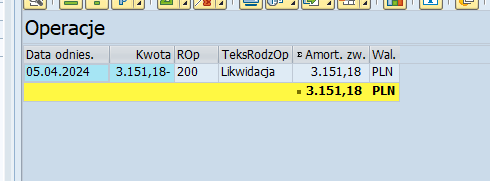 Operacje
Data odnies. Kwota ROp TeksRodzOp Σ Amort. zw. Wal.
05.04.2024 3.151,18- 200 Likwidacja 3.151,18 PLN
▪ 3.151,18 PLN